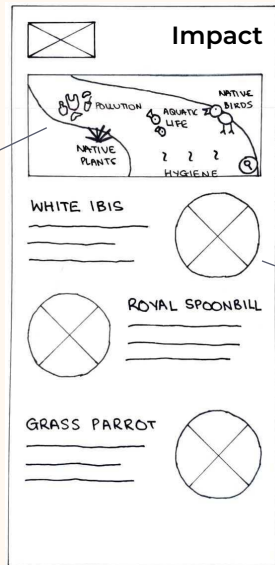 Impact
POLLUTION
AQUATIC
LIFE
NATIVE
BIRDS
NATIVE
PLANTS
HYGIENE
WHITE IBIS
ROYAL SPOONBILL
GRASS PARROT